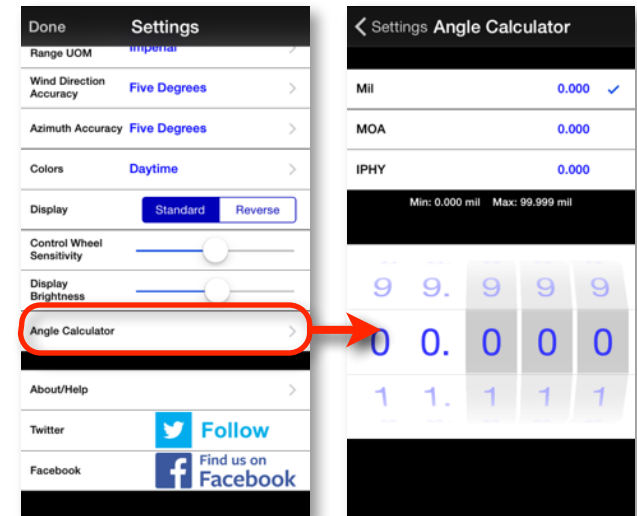 Done Settings
Range UOM Imperial
Wind Direction
Accuracy
Five Degrees
Azimuth Accuracy Five Degrees
Colors Daytime
Display Standard Reverse
Control Wheel
Sensitivity
Display
Brightness
Angle Calculator
About/Help
Twitter Follow
Facebook Find us on
Facebook
Settings Angle Calculator
Mil 0.000
MOA 0.000
IPHY 0.000
Min: 0.000 mil Max: 99.999 mil
9 9. 9 9 9
0 0. 0 0 0
1 1. 1 1 1